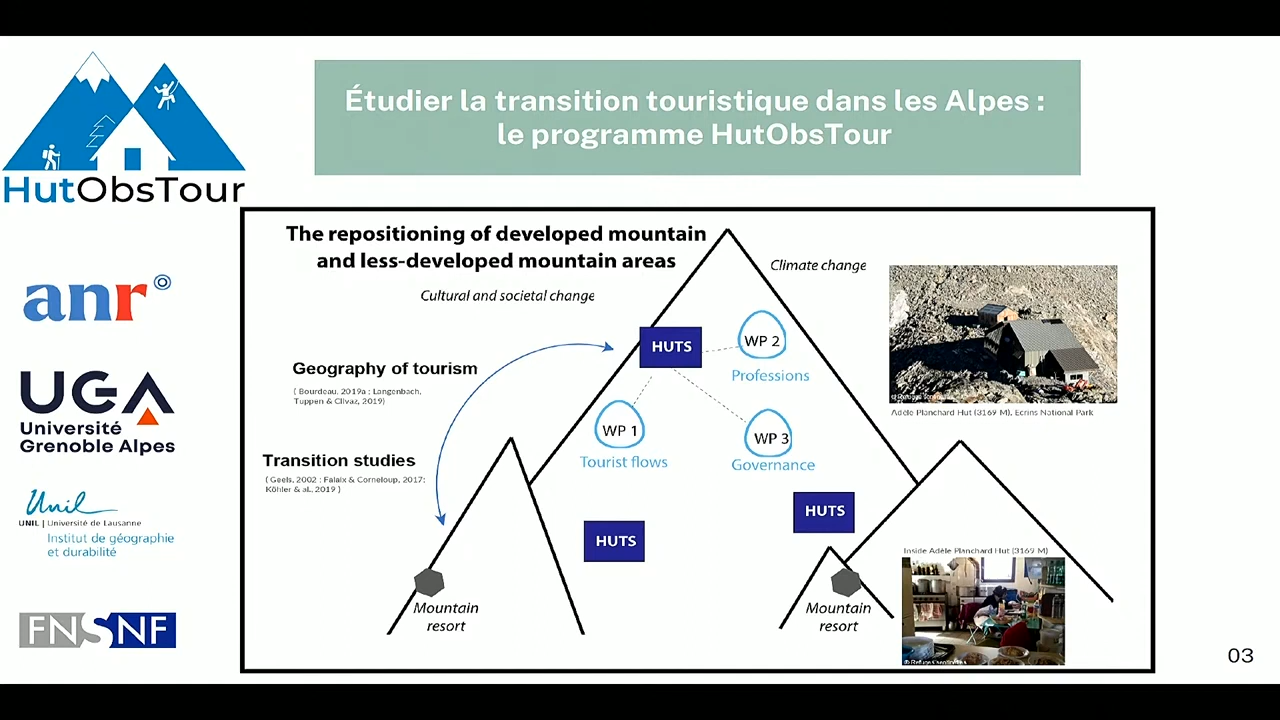 Étudier la transition touristique dans les Alpes :
le programme HutObsTour
HutObsTour
anr
UGA
Université
Grenoble Alpes
Unil
UNIL | Université de Lausanne
Institut de géographie
et durabilité
FNSNF
The repositioning of developed mountain
and less-developed mountain areas
Cultural and societal change
Climate change
Geography of tourism
( Bourdeau, 2019a ; Langenbach,
Tuppen & Clivaz, 2019)
Transition studies
( Geels, 2002 ; Falaix & Corneloup, 2017;
Köhler & al., 2019 )
HUTS
WP 2
Professions
WP 1
Tourist flows
WP 3
Governance
HUTS
HUTS
Mountain
resort
Mountain
resort
Adèle Planchard Hut (3169 M), Ecrins National Park
Inside Adèle Planchard Hut (3169 M)
03